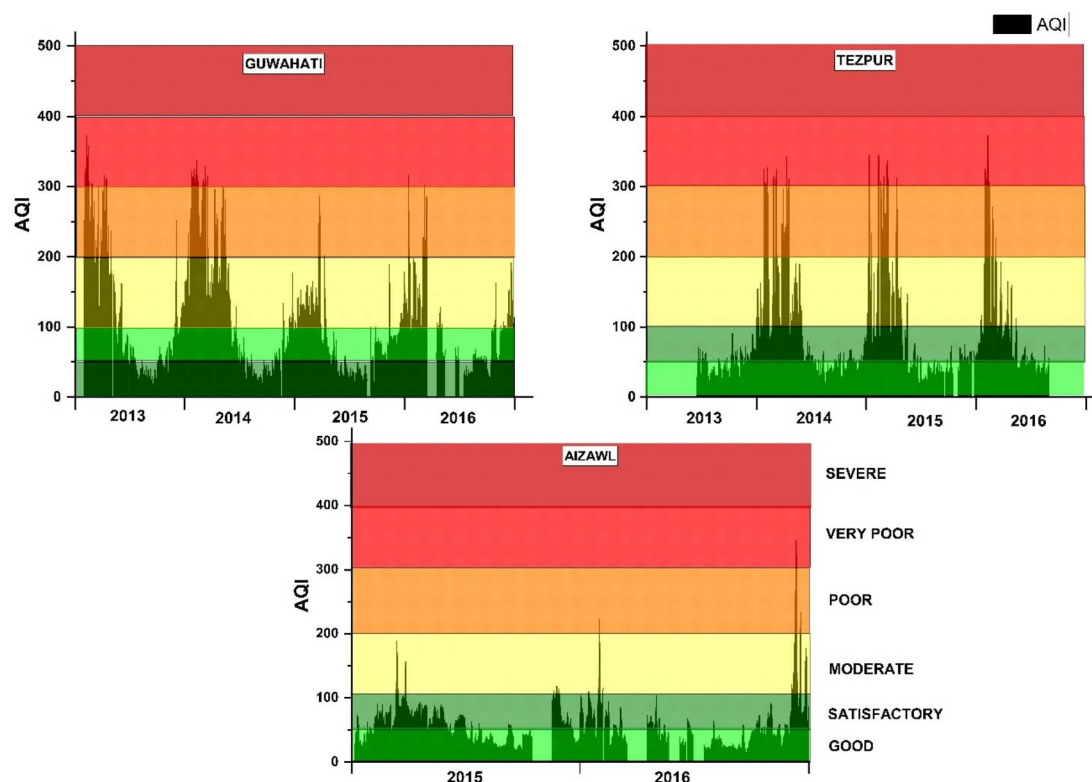 AQI
500
400
300
200
100
0
AQI
GUWAHATI
2013 2014 2015 2016
500
400
300
200
100
0
AQI
TEZPUR
2013 2014 2015 2016
500
400
300
200
100
0
AQI
AIZAWL
2015 2016
SEVERE
VERY POOR
POOR
MODERATE
SATISFACTORY
GOOD